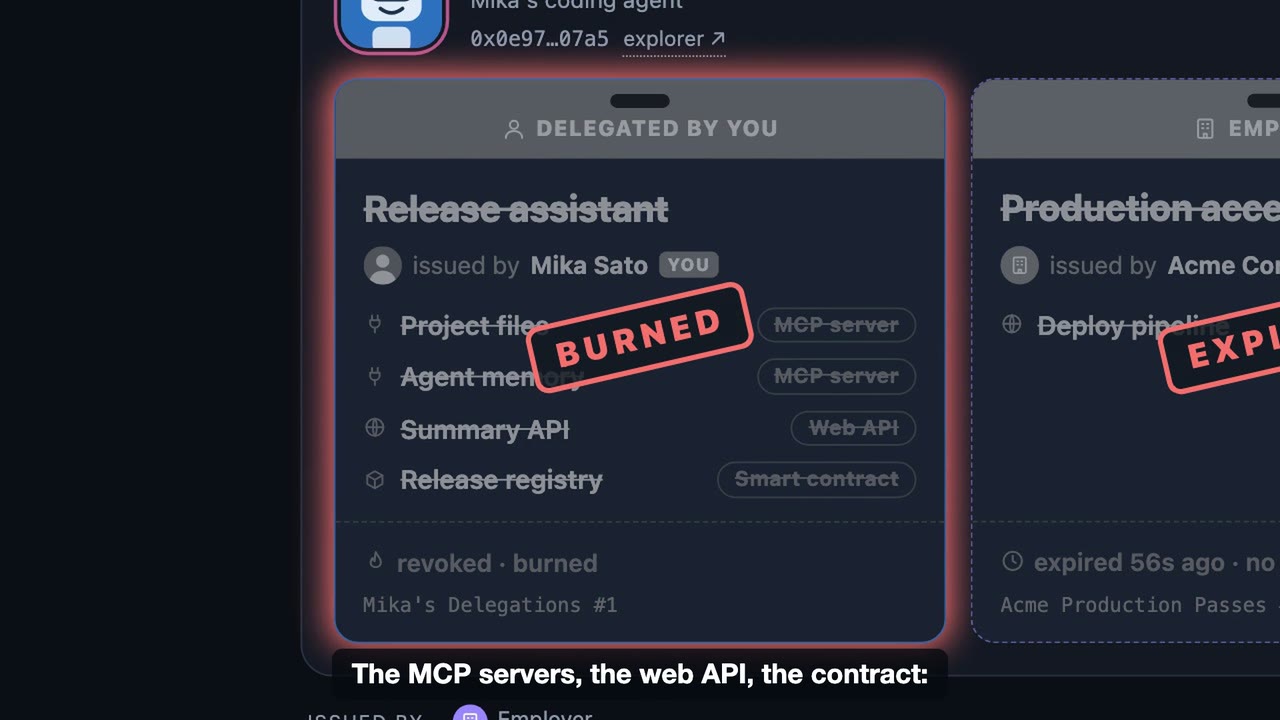 Mika's coding agent
0x0e97…07a5 explorer ↗
DELEGATED BY YOU
Release assistant
issued by Mika Sato YOU
Project files MCP server
Agent memory MCP server
Summary API Web API
Release registry Smart contract
BURNED
revoked · burned
Mika's Delegations #1
EMP
Production acce
issued by Acme Cor
Deploy pipeline
EXPI
expired 56s ago · no
Acme Production Passes
The MCP servers, the web API, the contract:
ISSUED BY Employer